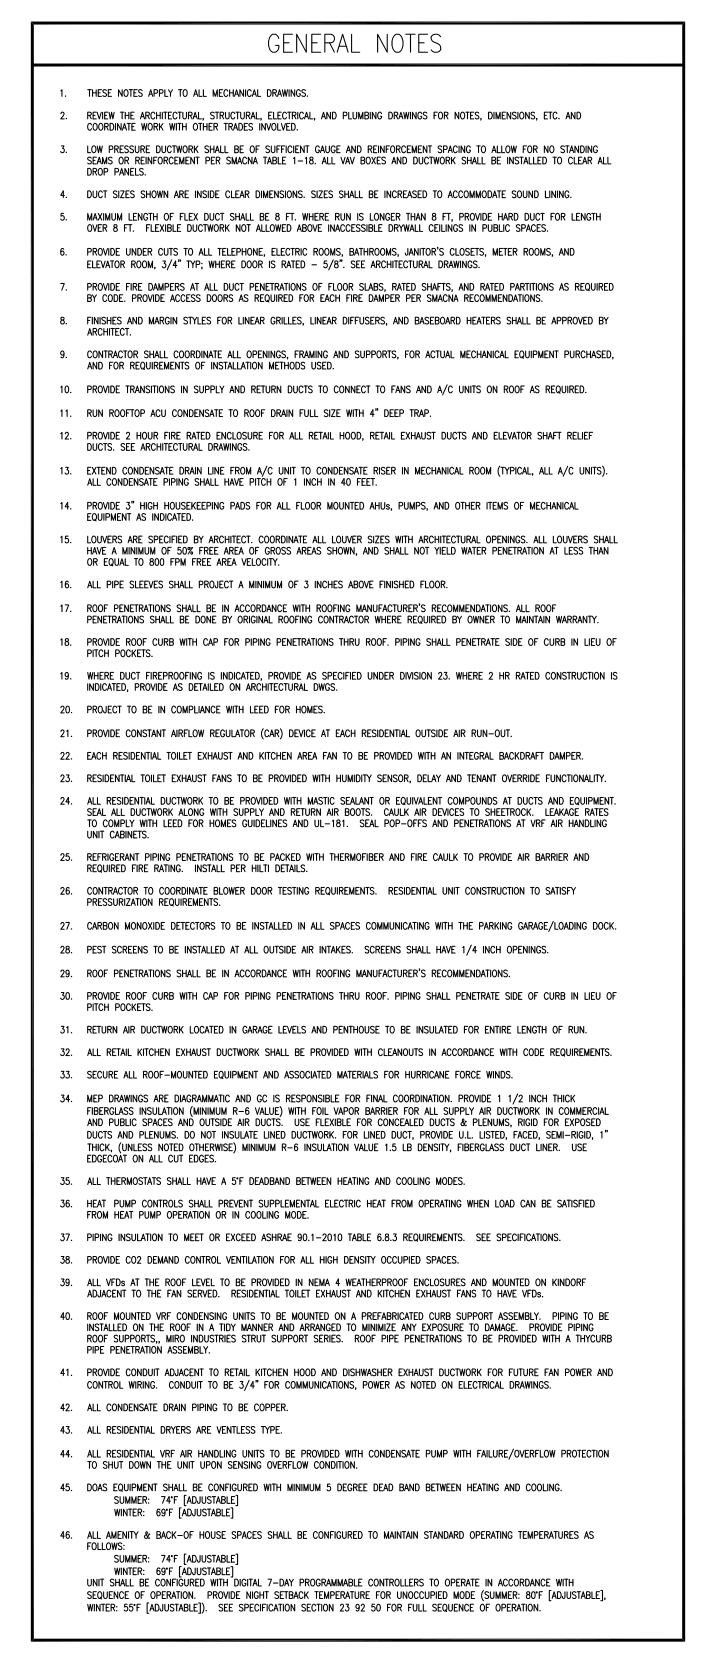 GENERAL NOTES
1. THESE NOTES APPLY TO ALL MECHANICAL DRAWINGS.
2. REVIEW THE ARCHITECTURAL, STRUCTURAL, ELECTRICAL, AND PLUMBING DRAWINGS FOR NOTES, DIMENSIONS, ETC. AND
COORDINATE WORK WITH OTHER TRADES INVOLVED.
3. LOW PRESSURE DUCTWORK SHALL BE OF SUFFICIENT GAUGE AND REINFORCEMENT SPACING TO ALLOW FOR NO STANDING
SEAMS OR REINFORCEMENT PER SMACNA TABLE 1-18. ALL VAV BOXES AND DUCTWORK SHALL BE INSTALLED TO CLEAR ALL
DROP PANELS.
4. DUCT SIZES SHOWN ARE INSIDE CLEAR DIMENSIONS. SIZES SHALL BE INCREASED TO ACCOMMODATE SOUND LINING.
5. MAXIMUM LENGTH OF FLEX DUCT SHALL BE 8 FT. WHERE RUN IS LONGER THAN 8 FT, PROVIDE HARD DUCT FOR LENGTH
OVER 8 FT. FLEXIBLE DUCTWORK NOT ALLOWED ABOVE INACCESSIBLE DRYWALL CEILINGS IN PUBLIC SPACES.
6. PROVIDE UNDER CUTS TO ALL TELEPHONE, ELECTRIC ROOMS, BATHROOMS, JANITOR'S CLOSETS, METER ROOMS, AND
ELEVATOR ROOM, 3/4" TYP; WHERE DOOR IS RATED - 5/8". SEE ARCHITECTURAL DRAWINGS.
7. PROVIDE FIRE DAMPERS AT ALL DUCT PENETRATIONS OF FLOOR SLABS, RATED SHAFTS, AND RATED PARTITIONS AS REQUIRED
BY CODE. PROVIDE ACCESS DOORS AS REQUIRED FOR EACH FIRE DAMPER PER SMACNA RECOMMENDATIONS.
8. FINISHES AND MARGIN STYLES FOR LINEAR GRILLES, LINEAR DIFFUSERS, AND BASEBOARD HEATERS SHALL BE APPROVED BY
ARCHITECT.
9. CONTRACTOR SHALL COORDINATE ALL OPENINGS, FRAMING AND SUPPORTS, FOR ACTUAL MECHANICAL EQUIPMENT PURCHASED,
AND FOR REQUIREMENTS OF INSTALLATION METHODS USED.
10. PROVIDE TRANSITIONS IN SUPPLY AND RETURN DUCTS TO CONNECT TO FANS AND A/C UNITS ON ROOF AS REQUIRED.
11. RUN ROOFTOP ACU CONDENSATE TO ROOF DRAIN FULL SIZE WITH 4" DEEP TRAP.
12. PROVIDE 2 HOUR FIRE RATED ENCLOSURE FOR ALL RETAIL HOOD, RETAIL EXHAUST DUCTS AND ELEVATOR SHAFT RELIEF
DUCTS. SEE ARCHITECTURAL DRAWINGS.
13. EXTEND CONDENSATE DRAIN LINE FROM A/C UNIT TO CONDENSATE RISER IN MECHANICAL ROOM (TYPICAL, ALL A/C UNITS).
ALL CONDENSATE PIPING SHALL HAVE PITCH OF 1 INCH IN 40 FEET.
14. PROVIDE 3" HIGH HOUSEKEEPING PADS FOR ALL FLOOR MOUNTED AHUs, PUMPS, AND OTHER ITEMS OF MECHANICAL
EQUIPMENT AS INDICATED.
15. LOUVERS ARE SPECIFIED BY ARCHITECT. COORDINATE ALL LOUVER SIZES WITH ARCHITECTURAL OPENINGS. ALL LOUVERS SHALL
HAVE A MINIMUM OF 50% FREE AREA OF GROSS AREAS SHOWN, AND SHALL NOT YIELD WATER PENETRATION AT LESS THAN
OR EQUAL TO 800 FPM FREE AREA VELOCITY.
16. ALL PIPE SLEEVES SHALL PROJECT A MINIMUM OF 3 INCHES ABOVE FINISHED FLOOR.
17. ROOF PENETRATIONS SHALL BE IN ACCORDANCE WITH ROOFING MANUFACTURER'S RECOMMENDATIONS. ALL ROOF
PENETRATIONS SHALL BE DONE BY ORIGINAL ROOFING CONTRACTOR WHERE REQUIRED BY OWNER TO MAINTAIN WARRANTY.
18. PROVIDE ROOF CURB WITH CAP FOR PIPING PENETRATIONS THRU ROOF. PIPING SHALL PENETRATE SIDE OF CURB IN LIEU OF
PITCH POCKETS.
19. WHERE DUCT FIREPROOFING IS INDICATED, PROVIDE AS SPECIFIED UNDER DIVISION 23. WHERE 2 HR RATED CONSTRUCTION IS
INDICATED, PROVIDE AS DETAILED ON ARCHITECTURAL DWGS.
20. PROJECT TO BE IN COMPLIANCE WITH LEED FOR HOMES.
21. PROVIDE CONSTANT AIRFLOW REGULATOR (CAR) DEVICE AT EACH RESIDENTIAL OUTSIDE AIR RUN-OUT.
22. EACH RESIDENTIAL TOILET EXHAUST AND KITCHEN AREA FAN TO BE PROVIDED WITH AN INTEGRAL BACKDRAFT DAMPER.
23. RESIDENTIAL TOILET EXHAUST FANS TO BE PROVIDED WITH HUMIDITY SENSOR, DELAY AND TENANT OVERRIDE FUNCTIONALITY.
24. ALL RESIDENTIAL DUCTWORK TO BE PROVIDED WITH MASTIC SEALANT OR EQUIVALENT COMPOUNDS AT DUCTS AND EQUIPMENT.
SEAL ALL DUCTWORK ALONG WITH SUPPLY AND RETURN AIR BOOTS. CAULK AIR DEVICES TO SHEETROCK. LEAKAGE RATES
TO COMPLY WITH LEED FOR HOMES GUIDELINES AND UL-181. SEAL POP-OFFS AND PENETRATIONS AT VRF AIR HANDLING
UNIT CABINETS.
25. REFRIGERANT PIPING PENETRATIONS TO BE PACKED WITH THERMOFIBER AND FIRE CAULK TO PROVIDE AIR BARRIER AND
REQUIRED FIRE RATING. INSTALL PER HILTI DETAILS.
26. CONTRACTOR TO COORDINATE BLOWER DOOR TESTING REQUIREMENTS. RESIDENTIAL UNIT CONSTRUCTION TO SATISFY
PRESSURIZATION REQUIREMENTS.
27. CARBON MONOXIDE DETECTORS TO BE INSTALLED IN ALL SPACES COMMUNICATING WITH THE PARKING GARAGE/LOADING DOCK.
28. PEST SCREENS TO BE INSTALLED AT ALL OUTSIDE AIR INTAKES. SCREENS SHALL HAVE 1/4 INCH OPENINGS.
29. ROOF PENETRATIONS SHALL BE IN ACCORDANCE WITH ROOFING MANUFACTURER'S RECOMMENDATIONS.
30. PROVIDE ROOF CURB WITH CAP FOR PIPING PENETRATIONS THRU ROOF. PIPING SHALL PENETRATE SIDE OF CURB IN LIEU OF
PITCH POCKETS.
31. RETURN AIR DUCTWORK LOCATED IN GARAGE LEVELS AND PENTHOUSE TO BE INSULATED FOR ENTIRE LENGTH OF RUN.
32. ALL RETAIL KITCHEN EXHAUST DUCTWORK SHALL BE PROVIDED WITH CLEANOUTS IN ACCORDANCE WITH CODE REQUIREMENTS.
33. SECURE ALL ROOF-MOUNTED EQUIPMENT AND ASSOCIATED MATERIALS FOR HURRICANE FORCE WINDS.
34. MEP DRAWINGS ARE DIAGRAMMATIC AND GC IS RESPONSIBLE FOR FINAL COORDINATION. PROVIDE 1 1/2 INCH THICK
FIBERGLASS INSULATION (MINIMUM R-6 VALUE) WITH FOIL VAPOR BARRIER FOR ALL SUPPLY AIR DUCTWORK IN COMMERCIAL
AND PUBLIC SPACES AND OUTSIDE AIR DUCTS. USE FLEXIBLE FOR CONCEALED DUCTS & PLENUMS, RIGID FOR EXPOSED
DUCTS AND PLENUMS. DO NOT INSULATE LINED DUCTWORK. FOR LINED DUCT, PROVIDE U.L. LISTED, FACED, SEMI-RIGID, 1"
THICK, (UNLESS NOTED OTHERWISE) MINIMUM R-6 INSULATION VALUE 1.5 LB DENSITY, FIBERGLASS DUCT LINER. USE
EDGECOAT ON ALL CUT EDGES.
35. ALL THERMOSTATS SHALL HAVE A 5°F DEADBAND BETWEEN HEATING AND COOLING MODES.
36. HEAT PUMP CONTROLS SHALL PREVENT SUPPLEMENTAL ELECTRIC HEAT FROM OPERATING WHEN LOAD CAN BE SATISFIED
FROM HEAT PUMP OPERATION OR IN COOLING MODE.
37. PIPING INSULATION TO MEET OR EXCEED ASHRAE 90.1-2010 TABLE 6.8.3 REQUIREMENTS. SEE SPECIFICATIONS.
38. PROVIDE CO2 DEMAND CONTROL VENTILATION FOR ALL HIGH DENSITY OCCUPIED SPACES.
39. ALL VFDs AT THE ROOF LEVEL TO BE PROVIDED IN NEMA 4 WEATHERPROOF ENCLOSURES AND MOUNTED ON KINDORF
ADJACENT TO THE FAN SERVED. RESIDENTIAL TOILET EXHAUST AND KITCHEN EXHAUST FANS TO HAVE VFDs.
40. ROOF MOUNTED VRF CONDENSING UNITS TO BE MOUNTED ON A PREFABRICATED CURB SUPPORT ASSEMBLY. PIPING TO BE
INSTALLED ON THE ROOF IN A TIDY MANNER AND ARRANGED TO MINIMIZE ANY EXPOSURE TO DAMAGE. PROVIDE PIPING
ROOF SUPPORTS,, MIRO INDUSTRIES STRUT SUPPORT SERIES. ROOF PIPE PENETRATIONS TO BE PROVIDED WITH A THYCURB
PIPE PENETRATION ASSEMBLY.
41. PROVIDE CONDUIT ADJACENT TO RETAIL KITCHEN HOOD AND DISHWASHER EXHAUST DUCTWORK FOR FUTURE FAN POWER AND
CONTROL WIRING. CONDUIT TO BE 3/4" FOR COMMUNICATIONS, POWER AS NOTED ON ELECTRICAL DRAWINGS.
42. ALL CONDENSATE DRAIN PIPING TO BE COPPER.
43. ALL RESIDENTIAL DRYERS ARE VENTLESS TYPE.
44. ALL RESIDENTIAL VRF AIR HANDLING UNITS TO BE PROVIDED WITH CONDENSATE PUMP WITH FAILURE/OVERFLOW PROTECTION
TO SHUT DOWN THE UNIT UPON SENSING OVERFLOW CONDITION.
45. DOAS EQUIPMENT SHALL BE CONFIGURED WITH MINIMUM 5 DEGREE DEAD BAND BETWEEN HEATING AND COOLING.
SUMMER: 74°F [ADJUSTABLE]
WINTER: 69°F [ADJUSTABLE]
46. ALL AMENITY & BACK-OF HOUSE SPACES SHALL BE CONFIGURED TO MAINTAIN STANDARD OPERATING TEMPERATURES AS
FOLLOWS:
SUMMER: 74°F [ADJUSTABLE]
WINTER: 69°F [ADJUSTABLE]
UNIT SHALL BE CONFIGURED WITH DIGITAL 7-DAY PROGRAMMABLE CONTROLLERS TO OPERATE IN ACCORDANCE WITH
SEQUENCE OF OPERATION. PROVIDE NIGHT SETBACK TEMPERATURE FOR UNOCCUPIED MODE (SUMMER: 80°F [ADJUSTABLE],
WINTER: 55°F [ADJUSTABLE]). SEE SPECIFICATION SECTION 23 92 50 FOR FULL SEQUENCE OF OPERATION.